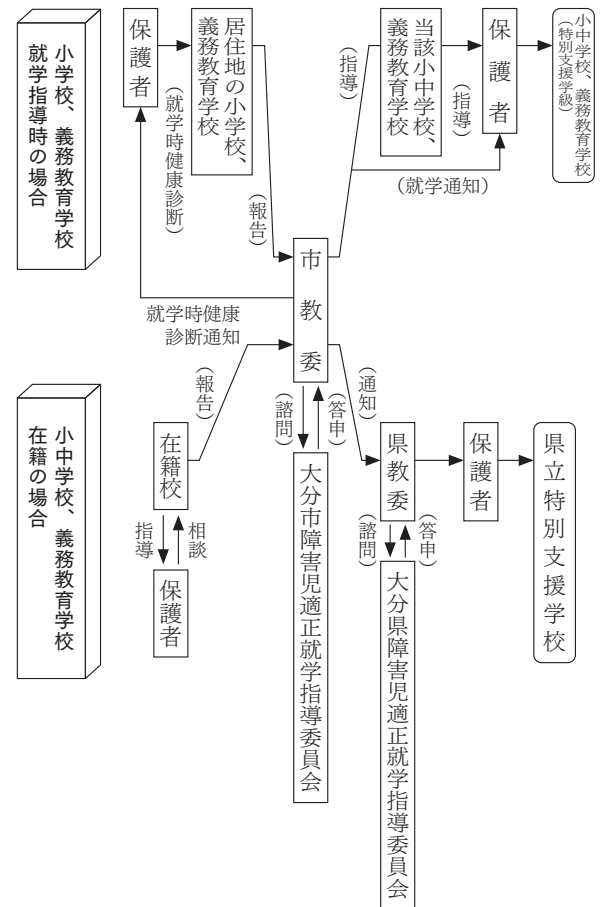 小学校、義務教育学校
就学指導時の場合
保護者
(就学時健康診断)
居住地の小学校、
義務教育学校
(報告)
就学時健康
診断通知
市教委
(指導)
当該小中学校、
義務教育学校
(指導)
保護者
(就学通知)
小中学校、義務教育学校
(特別支援学級)
小中学校、義務教育学校
在籍の場合
在籍校
指導
相談
保護者
(報告)
(諮問)
(答申)
大分市障害児適正就学指導委員会
(通知)
県教委
(諮問)
(答申)
大分県障害児適正就学指導委員会
保護者
県立特別支援学校